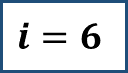 i = 6